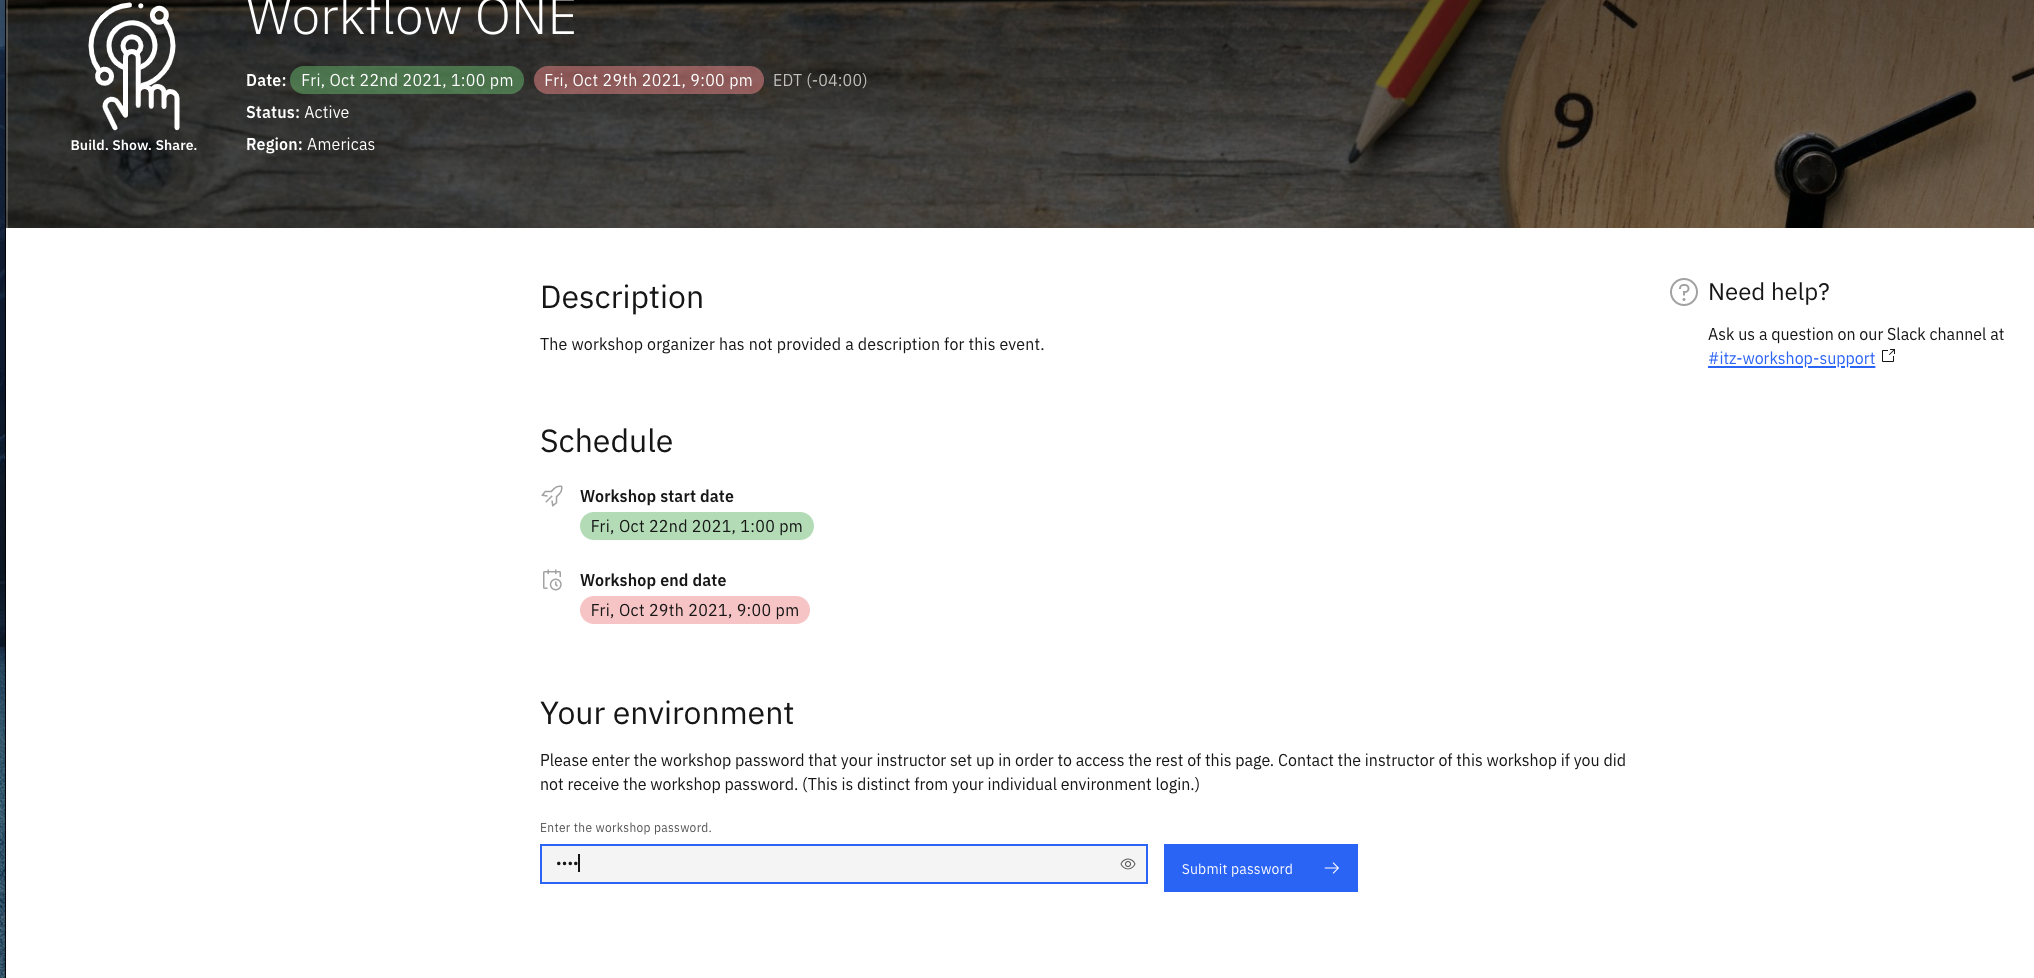 Workflow ONE
Date: Fri, Oct 22nd 2021, 1:00 pm Fri, Oct 29th 2021, 9:00 pm EDT (-04:00)
Status: Active
Region: Americas
Build. Show. Share.
9
Description
The workshop organizer has not provided a description for this event.
Need help?
Ask us a question on our Slack channel at
#itz-workshop-support
Schedule
Workshop start date
Fri, Oct 22nd 2021, 1:00 pm
Workshop end date
Fri, Oct 29th 2021, 9:00 pm
Your environment
Please enter the workshop password that your instructor set up in order to access the rest of this page. Contact the instructor of this workshop if you did
not receive the workshop password. (This is distinct from your individual environment login.)
Enter the workshop password.
••••
Submit password